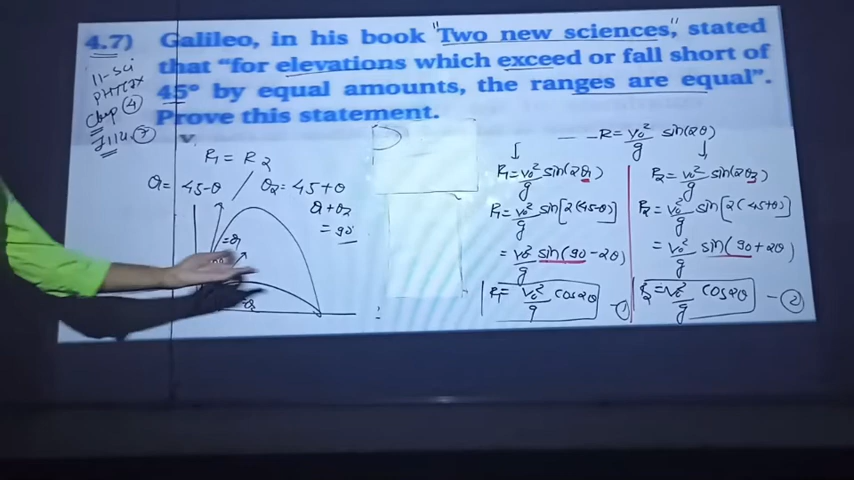 4.7) Galileo, in his book "Two new sciences", stated
that "for elevations which exceed or fall short of
45° by equal amounts, the ranges are equal".
Prove this statement.
11-Sci
Chap 4
R₁ = R₂
θ₁ = 45-θ / θ₂ = 45+θ
θ₁+θ₂
= 90°
R = v₀²/g sin(2θ)
R₁ = v₀²/g sin(2θ₁)
R₁ = v₀²/g sin[2(45-θ)]
= v₀²/g sin(90-2θ)
R₁ = v₀²/g cos2θ — ①
R₂ = v₀²/g sin(2θ₂)
R₂ = v₀²/g sin[2(45+θ)]
= v₀²/g sin(90+2θ)
R₂ = v₀²/g cos2θ — ②